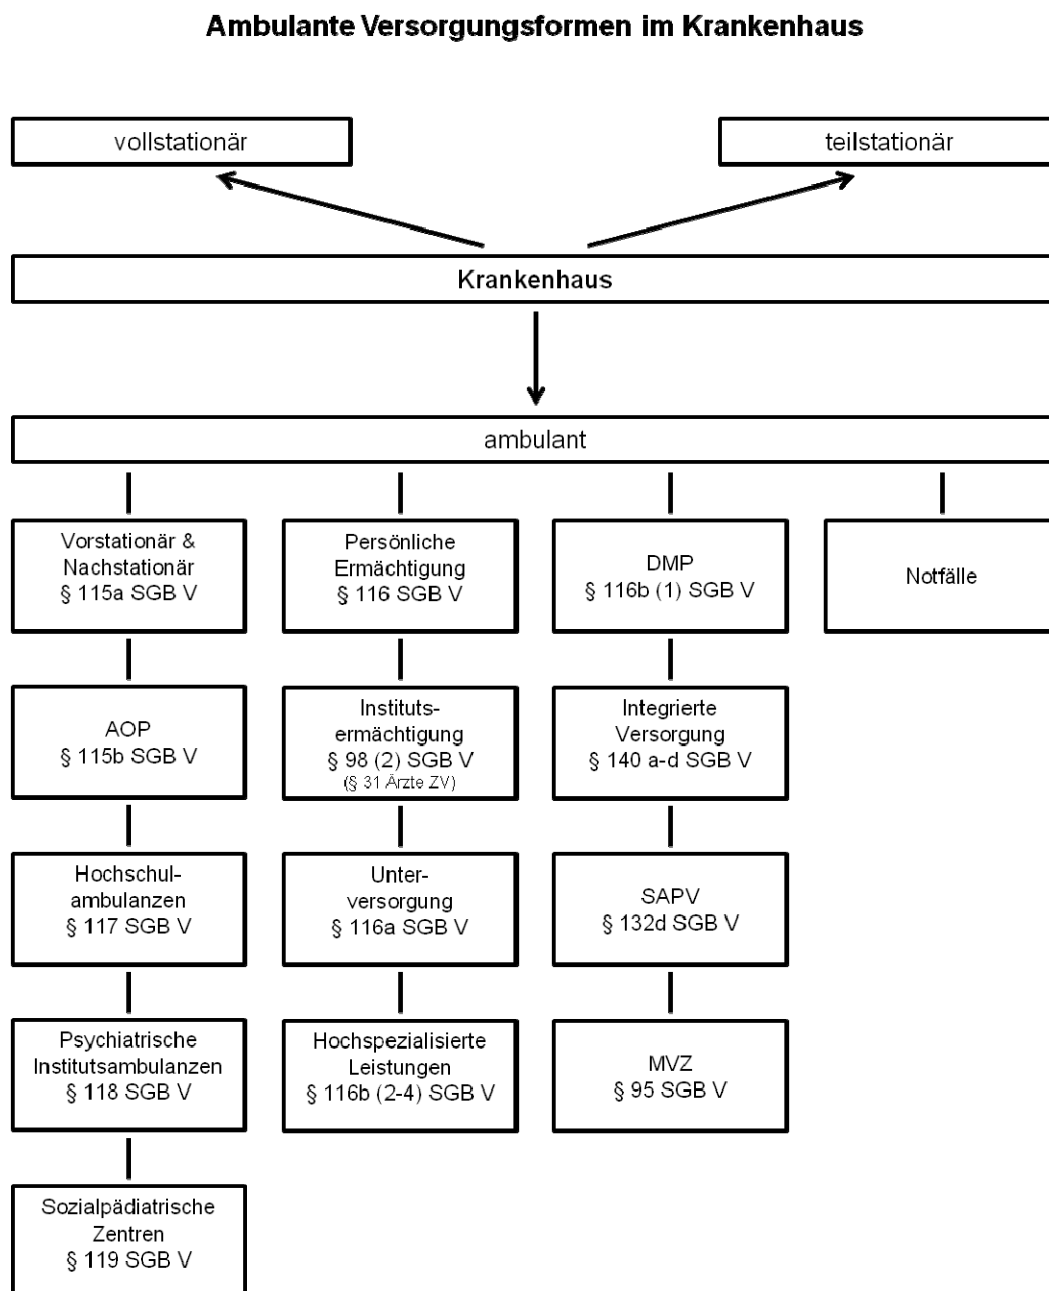 Ambulante Versorgungsformen im Krankenhaus
vollstationär
teilstationär
Krankenhaus
ambulant
Vorstationär &
Nachstationär
§ 115a SGB V
Persönliche
Ermächtigung
§ 116 SGB V
DMP
§ 116b (1) SGB V
Notfälle
AOP
§ 115b SGB V
Instituts-
ermächtigung
§ 98 (2) SGB V
(§ 31 Ärzte ZV)
Integrierte
Versorgung
§ 140 a-d SGB V
Hochschul-
ambulanzen
§ 117 SGB V
Unter-
versorgung
§ 116a SGB V
SAPV
§ 132d SGB V
Psychiatrische
Institutsambulanzen
§ 118 SGB V
Hochspezialisierte
Leistungen
§ 116b (2-4) SGB V
MVZ
§ 95 SGB V
Sozialpädiatrische
Zentren
§ 119 SGB V